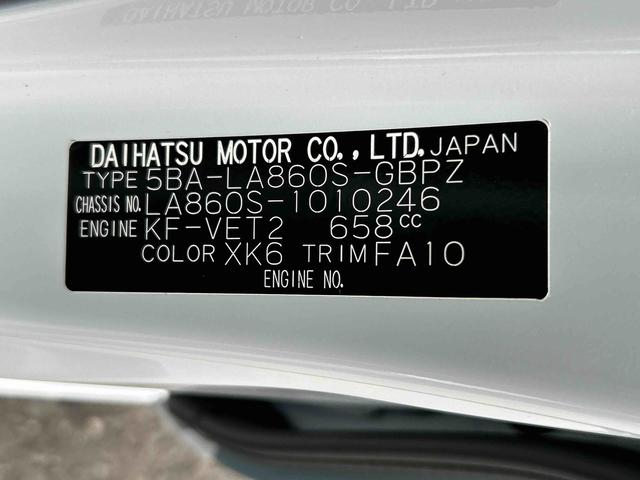 DAIHATSU MOTOR CO., LTD. JAPAN
TYPE 5BA-LA860S-GBPZ
CHASSIS NO. LA860S-1010246
ENGINE KF-VET2 658cc
COLOR XK6 TRIM FA10
ENGINE NO.